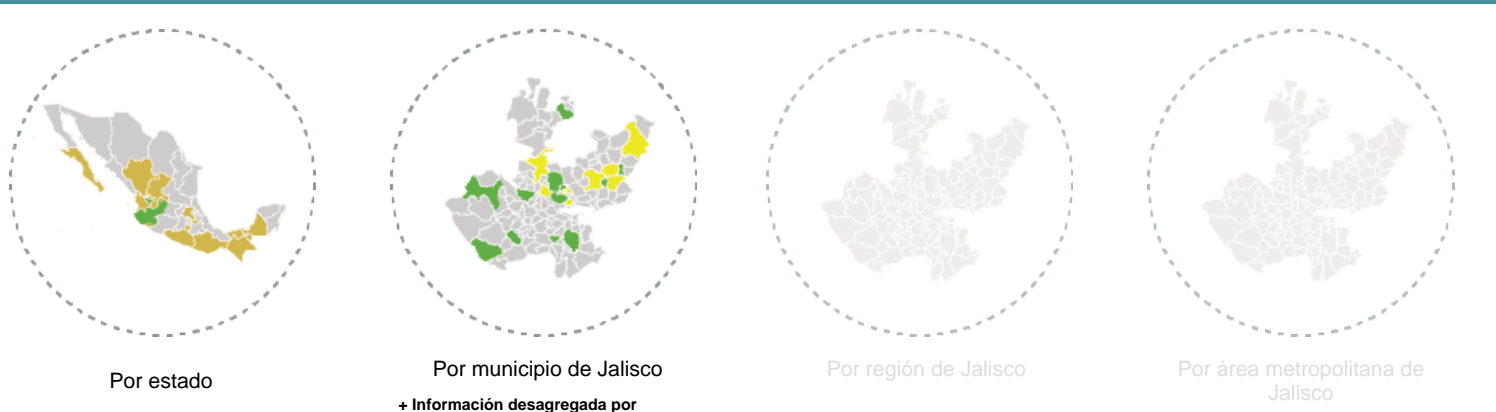 Por estado
Por municipio de Jalisco
+ Información desagregada por
Por región de Jalisco
Por área metropolitana de
Jalisco